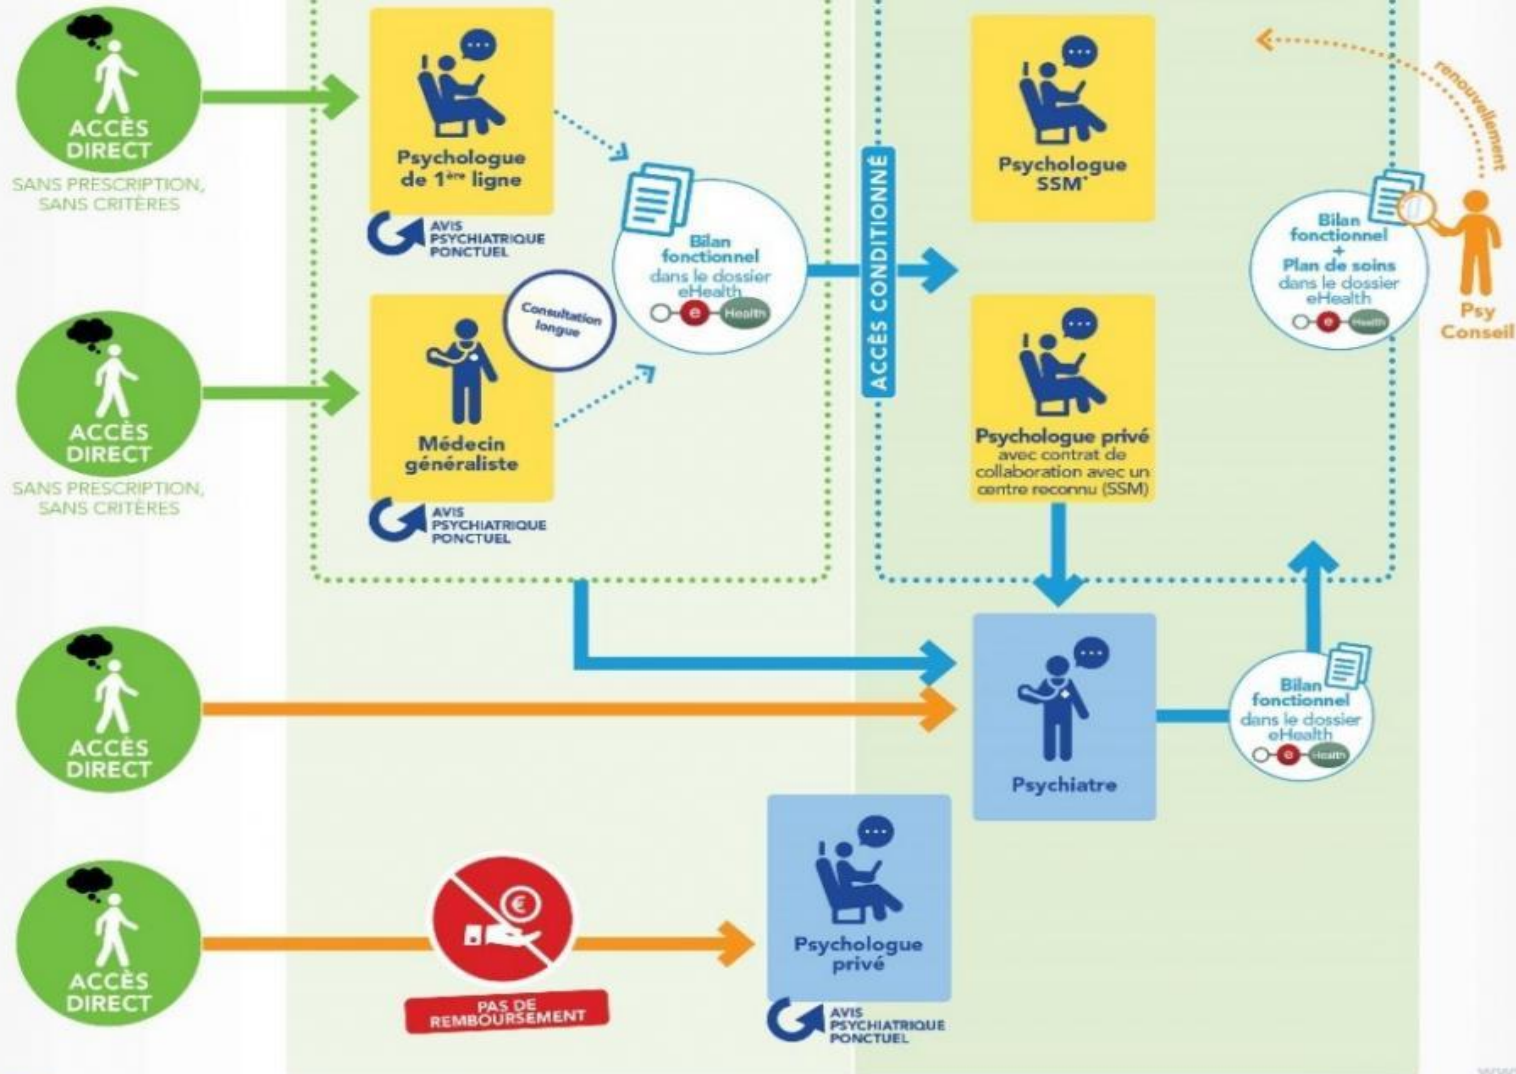 ACCÈS
DIRECT
SANS PRESCRIPTION,
SANS CRITÈRES
Psychologue
de 1ère ligne
AVIS
PSYCHIATRIQUE
PONCTUEL
Bilan
fonctionnel
dans le dossier
eHealth
e Health
Consultation
longue
ACCÈS
DIRECT
SANS PRESCRIPTION,
SANS CRITÈRES
Médecin
généraliste
AVIS
PSYCHIATRIQUE
PONCTUEL
ACCÈS CONDITIONNÉ
Psychologue
SSM*
Psychologue privé
avec contrat de
collaboration avec un
centre reconnu (SSM)
renouvellement
Bilan
fonctionnel
+
Plan de soins
dans le dossier
eHealth
e Health
Psy
Conseil
ACCÈS
DIRECT
Psychiatre
Bilan
fonctionnel
dans le dossier
eHealth
e Health
ACCÈS
DIRECT
€
PAS DE
REMBOURSEMENT
Psychologue
privé
AVIS
PSYCHIATRIQUE
PONCTUEL